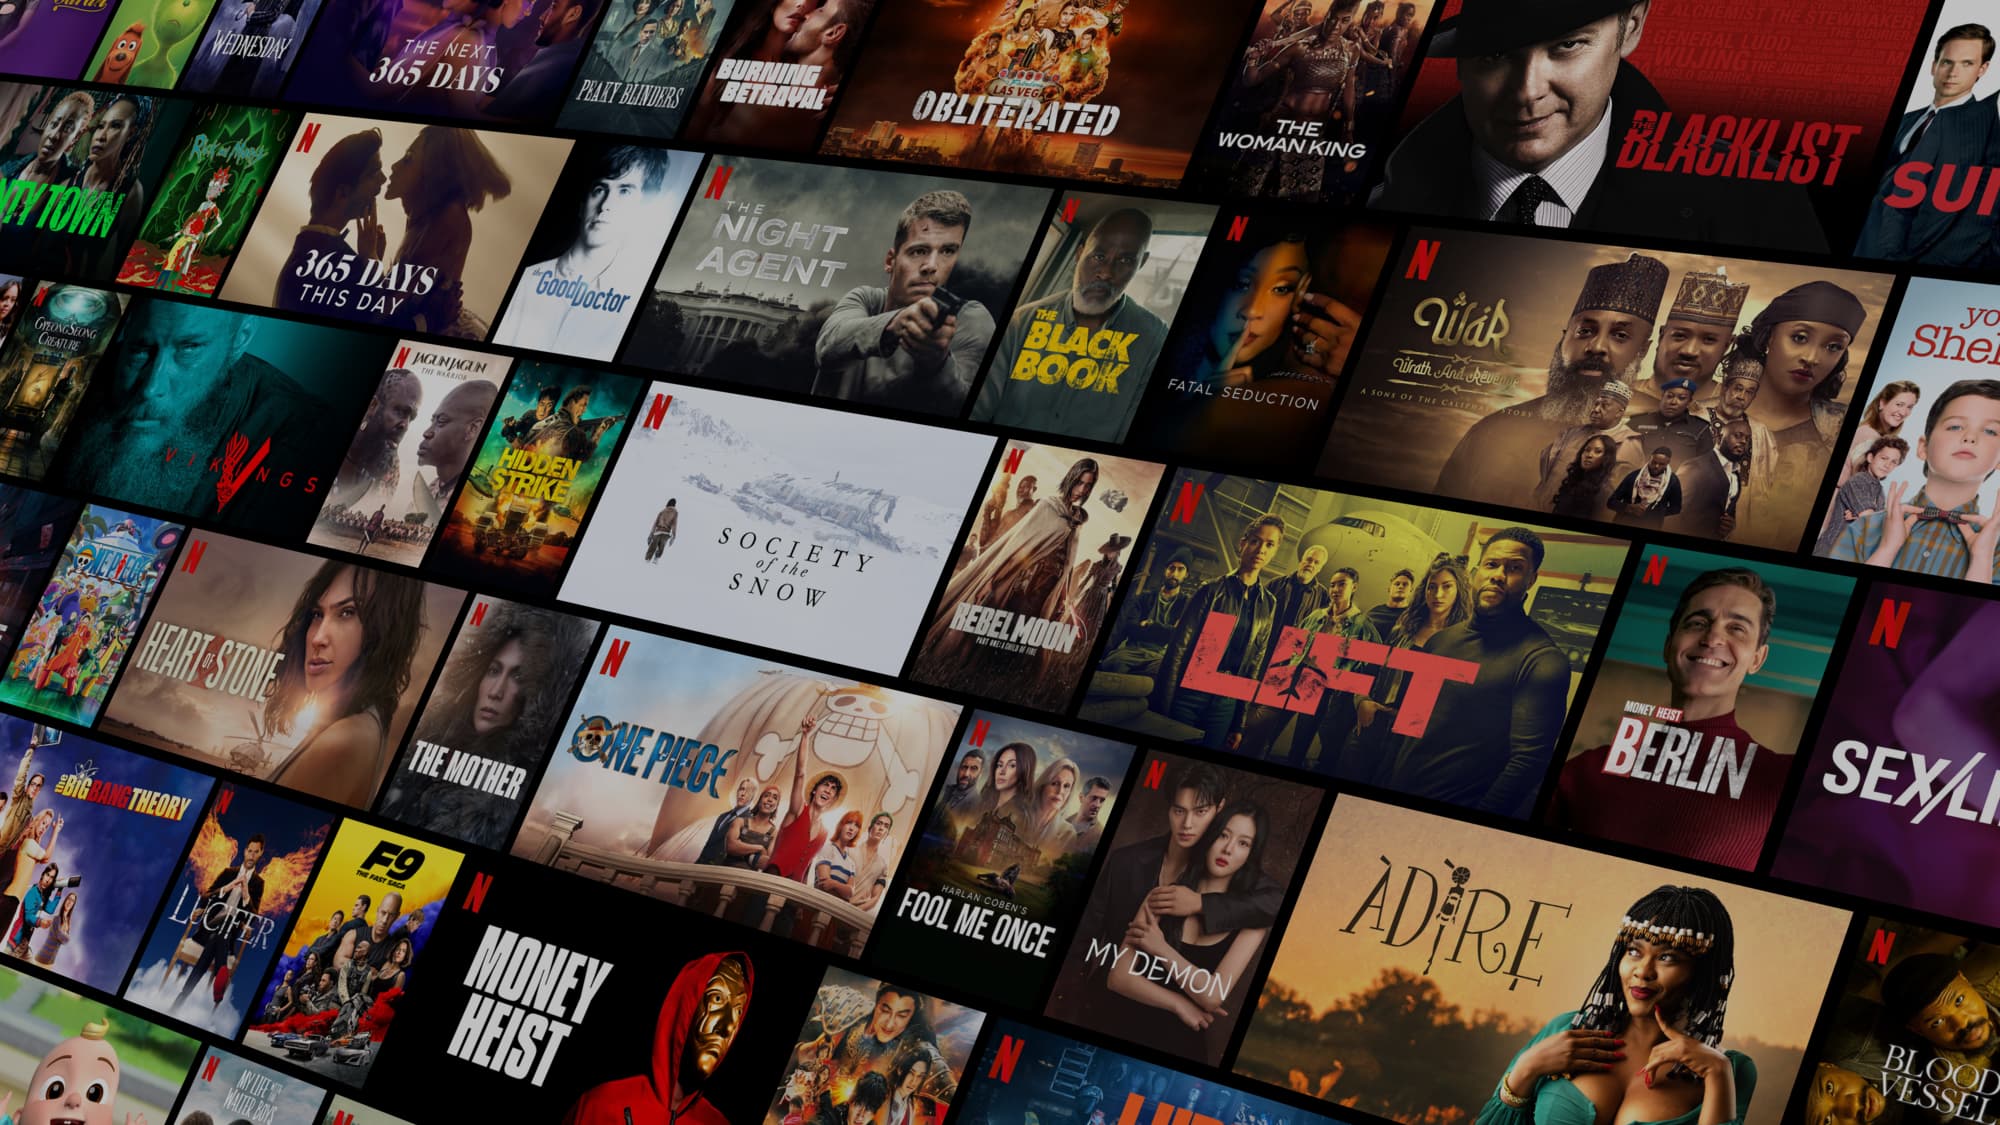 WEDNESDAY
THE NEXT
365 DAYS
PEAKY BLINDERS
BURNING
BETRAYAL
LAS VEGAS
OBLITERATED
THE
WOMAN KING
THE
BLACKLIST
SUI
NTY TOWN
Rick and Morty
N
365 DAYS
THIS DAY
the
Good Doctor
N
THE
NIGHT
AGENT
N
THE
BLACK
BOOK
N
FATAL SEDUCTION
N
WAR
Wrath And Revenge
A SONS OF THE CALIPHATE STORY
yo
Shel
N
GYEONGSEONG
CREATURE
VIKINGS
N
JAGUN JAGUN
THE WARRIOR
HIDDEN
STRIKE
N
SOCIETY
of the
SNOW
N
REBEL MOON
PART ONE: A CHILD OF FIRE
N
LIFT
N
MONEY HEIST
BERLIN
N
SEX/LI
ONE PIECE
N
HEART OF STONE
N
THE MOTHER
N
ONE PIECE
N
HARLAN COBEN'S
FOOL ME ONCE
N
MY DEMON
ADIRE
N
BLOOD
VESSEL
THE
BIG BANG THEORY
N
LUCIFER
F9
THE FAST SAGA
N
MONEY
HEIST
N
N
MY LIFE WITH THE
WALTER BOYS
N